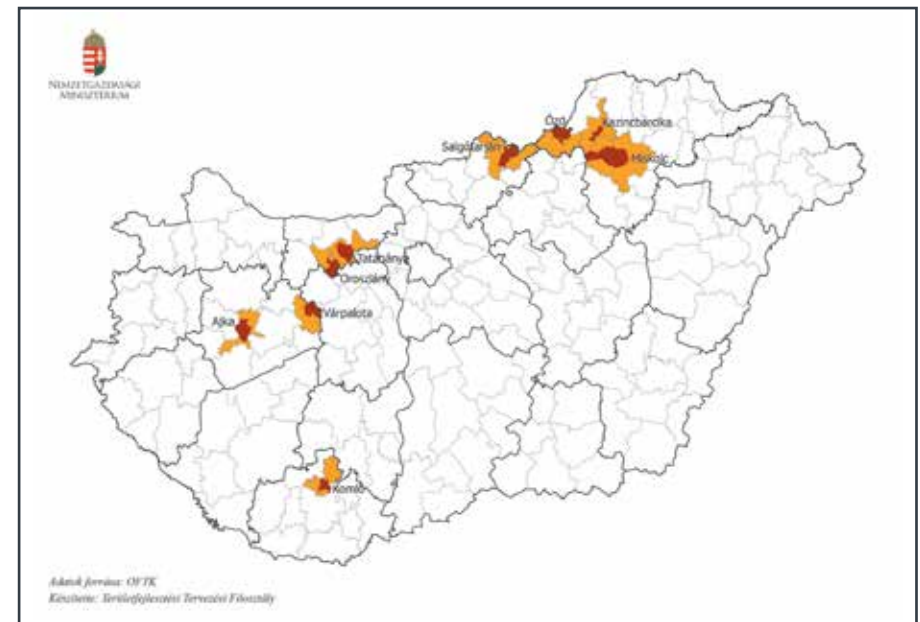 NEMZETGAZDASÁGI
MINISZTÉRIUM
Ózd
Kazincbarcika
Salgótarján
Miskolc
Tatabánya
Oroszlány
Várpalota
Ajka
Komló
Adatok forrása: OFTK
Készítette: Területfejlesztési Tervezési Főosztály